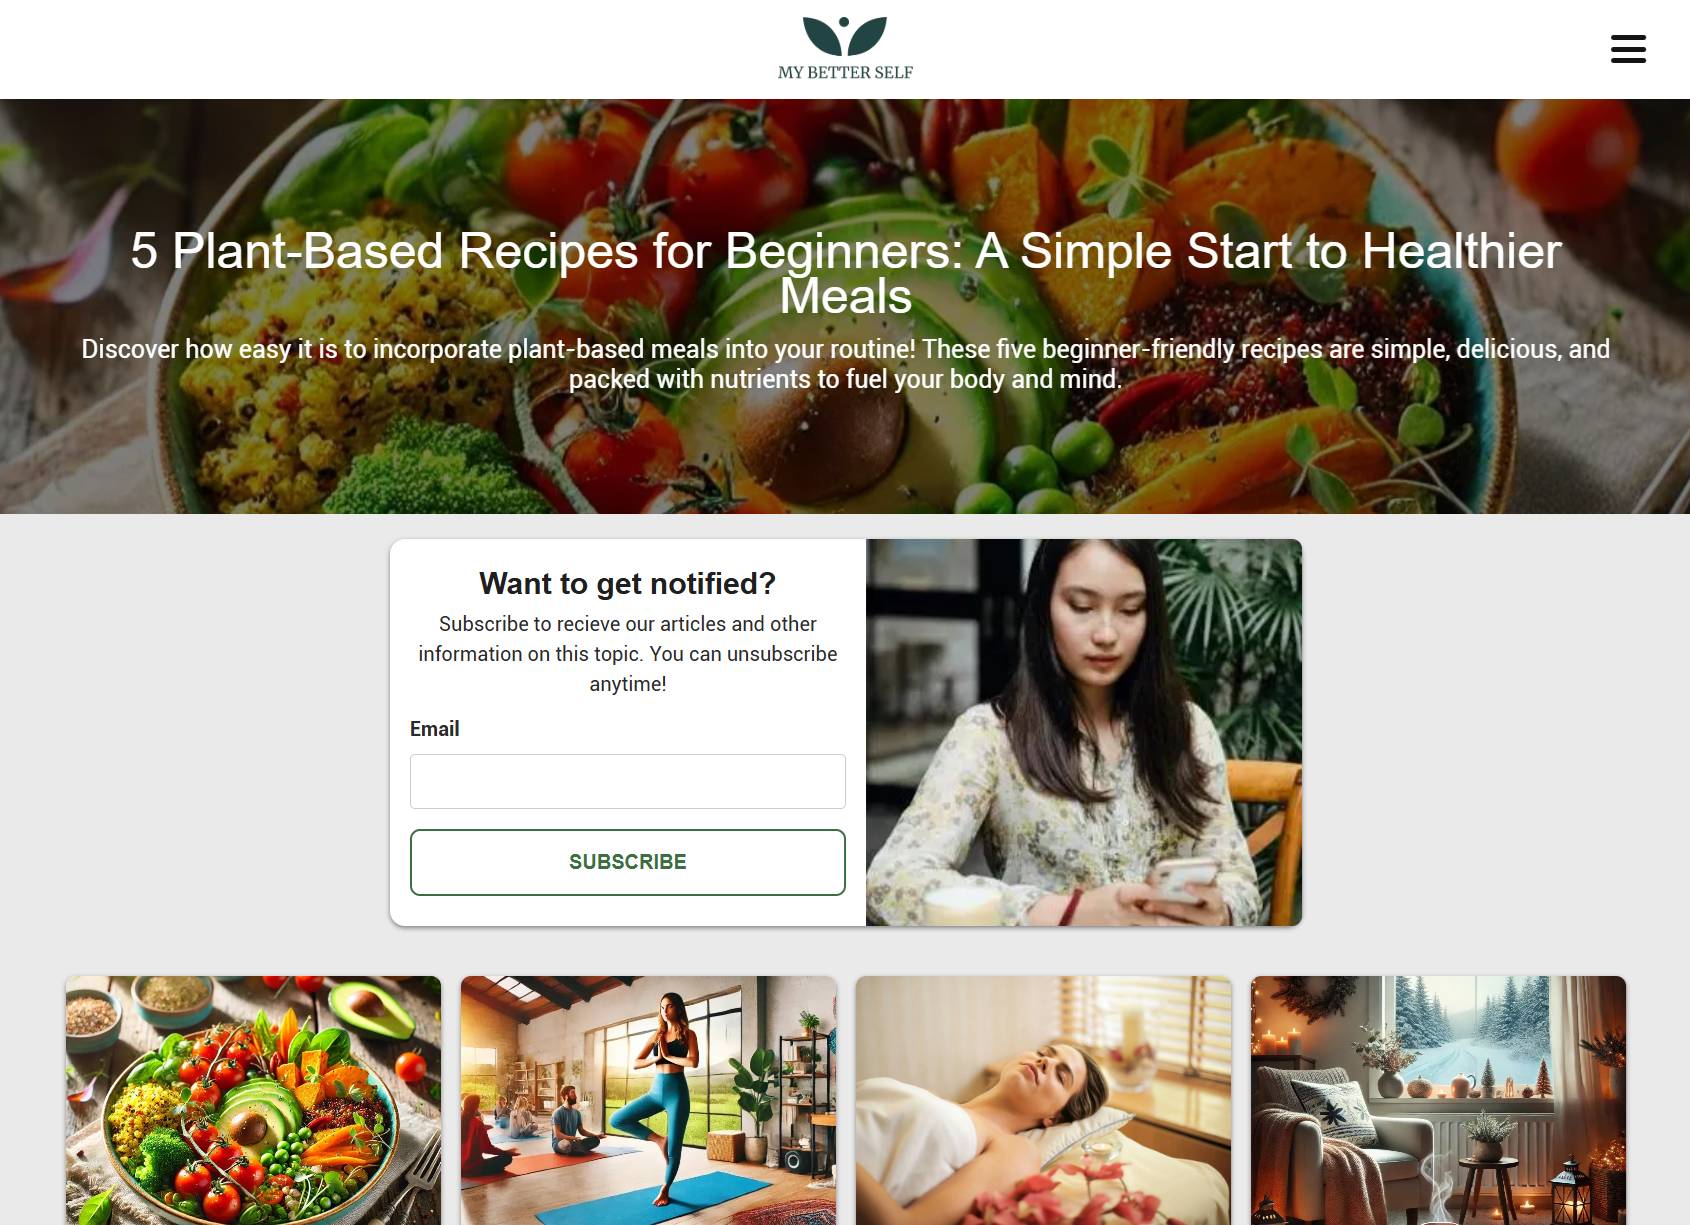 MY BETTER SELF
5 Plant-Based Recipes for Beginners: A Simple Start to Healthier
Meals
Discover how easy it is to incorporate plant-based meals into your routine! These five beginner-friendly recipes are simple, delicious, and
packed with nutrients to fuel your body and mind.
Want to get notified?
Subscribe to recieve our articles and other
information on this topic. You can unsubscribe
anytime!
Email
SUBSCRIBE